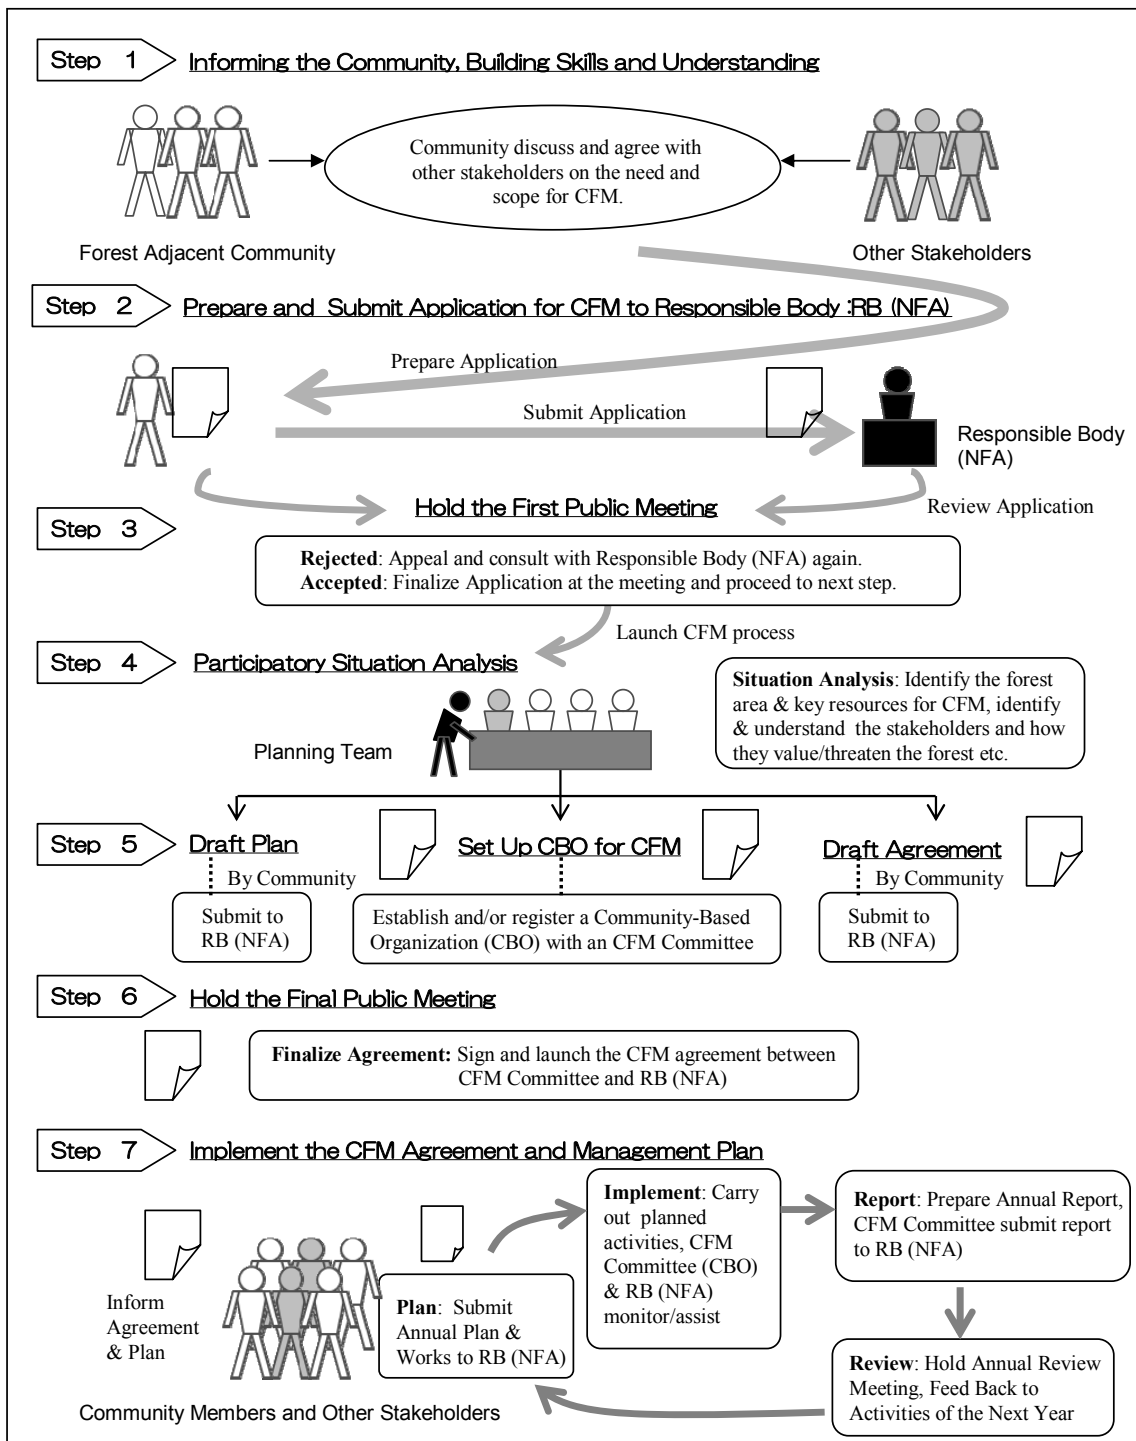 Step 1
Informing the Community, Building Skills and Understanding
Community discuss and agree with
other stakeholders on the need and
scope for CFM.
Forest Adjacent Community
Other Stakeholders
Step 2
Prepare and Submit Application for CFM to Responsible Body :RB (NFA)
Prepare Application
Submit Application
Responsible Body
(NFA)
Step 3
Hold the First Public Meeting
Review Application
Rejected: Appeal and consult with Responsible Body (NFA) again.
Accepted: Finalize Application at the meeting and proceed to next step.
Launch CFM process
Step 4
Participatory Situation Analysis
Situation Analysis: Identify the forest
area & key resources for CFM, identify
& understand the stakeholders and how
they value/threaten the forest etc.
Planning Team
Step 5
Draft Plan
By Community
Submit to
RB (NFA)
Set Up CBO for CFM
Establish and/or register a Community-Based
Organization (CBO) with an CFM Committee
Draft Agreement
By Community
Submit to
RB (NFA)
Step 6
Hold the Final Public Meeting
Finalize Agreement: Sign and launch the CFM agreement between
CFM Committee and RB (NFA)
Step 7
Implement the CFM Agreement and Management Plan
Inform
Agreement
& Plan
Plan: Submit
Annual Plan &
Works to RB (NFA)
Implement: Carry
out planned
activities, CFM
Committee (CBO)
& RB (NFA)
monitor/assist
Report: Prepare Annual Report,
CFM Committee submit report
to RB (NFA)
Review: Hold Annual Review
Meeting, Feed Back to
Activities of the Next Year
Community Members and Other Stakeholders